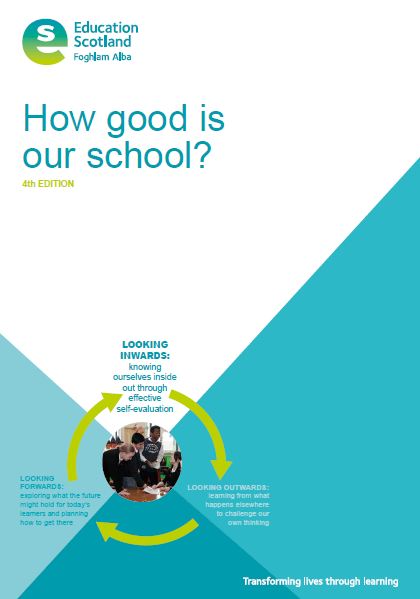 Education
Scotland
Foghlam Alba
How good is
our school?
4th EDITION
LOOKING
INWARDS:
knowing
ourselves inside
out through
effective
self-evaluation
LOOKING OUTWARDS:
learning from what
happens elsewhere
to challenge our
own thinking
LOOKING
FORWARDS:
exploring what the future
might hold for today's
learners and planning
how to get there
Transforming lives through learning